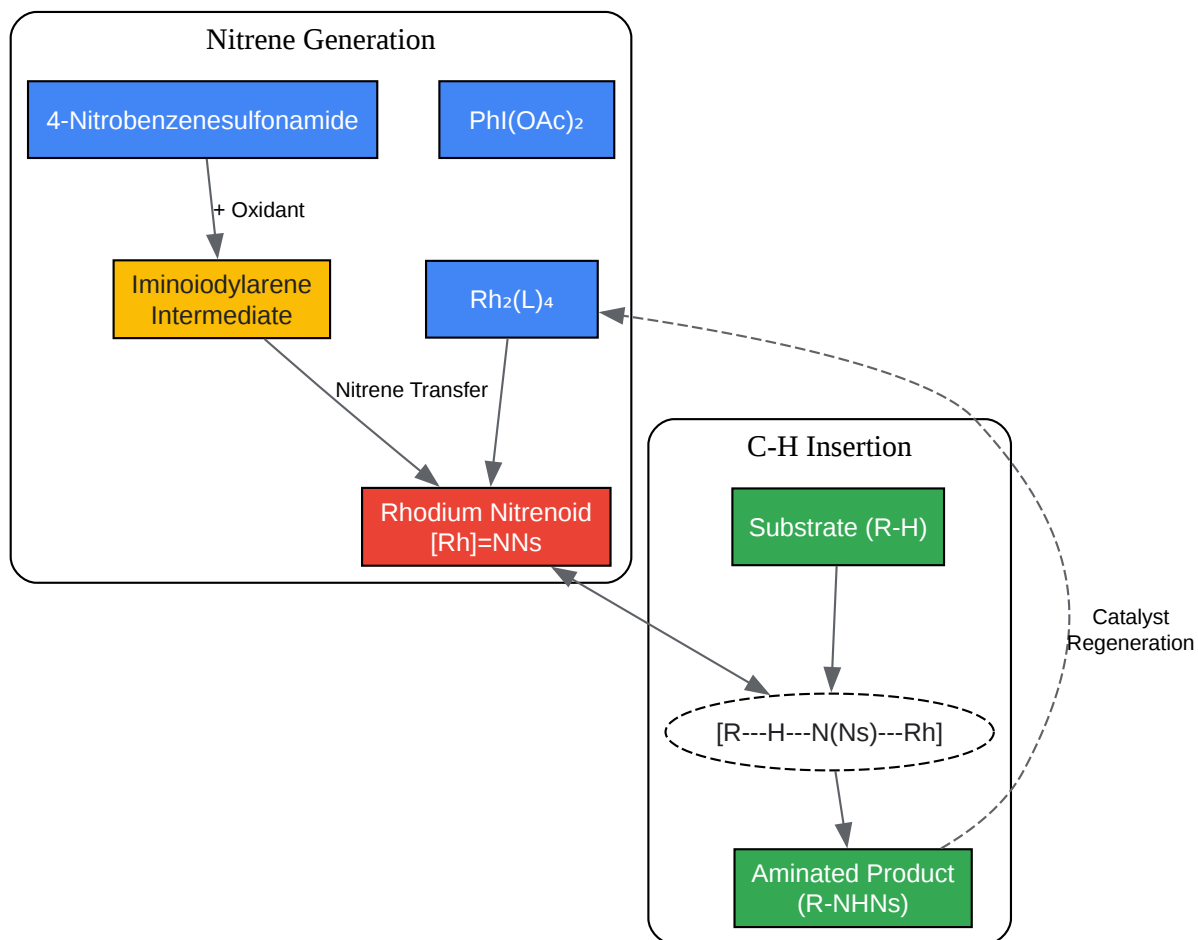 Nitrene Generation
4-Nitrobenzenesulfonamide
PhI(OAc)₂
+ Oxidant
Iminoiodylarene
Intermediate
Rh₂(L)₄
Nitrene Transfer
Rhodium Nitrenoid
[Rh]=NNs
C-H Insertion
Substrate (R-H)
Catalyst
Regeneration
[R---H---N(Ns)---Rh]
Aminated Product
(R-NHNs)